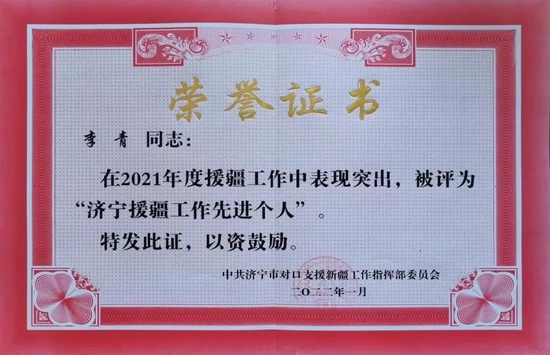 荣誉证书
李青 同志：
在2021年度援疆工作中表现突出，被评为
“济宁援疆工作先进个人”。
特发此证，以资鼓励。
中共济宁市对口支援新疆工作指挥部委员会
二〇二二年一月